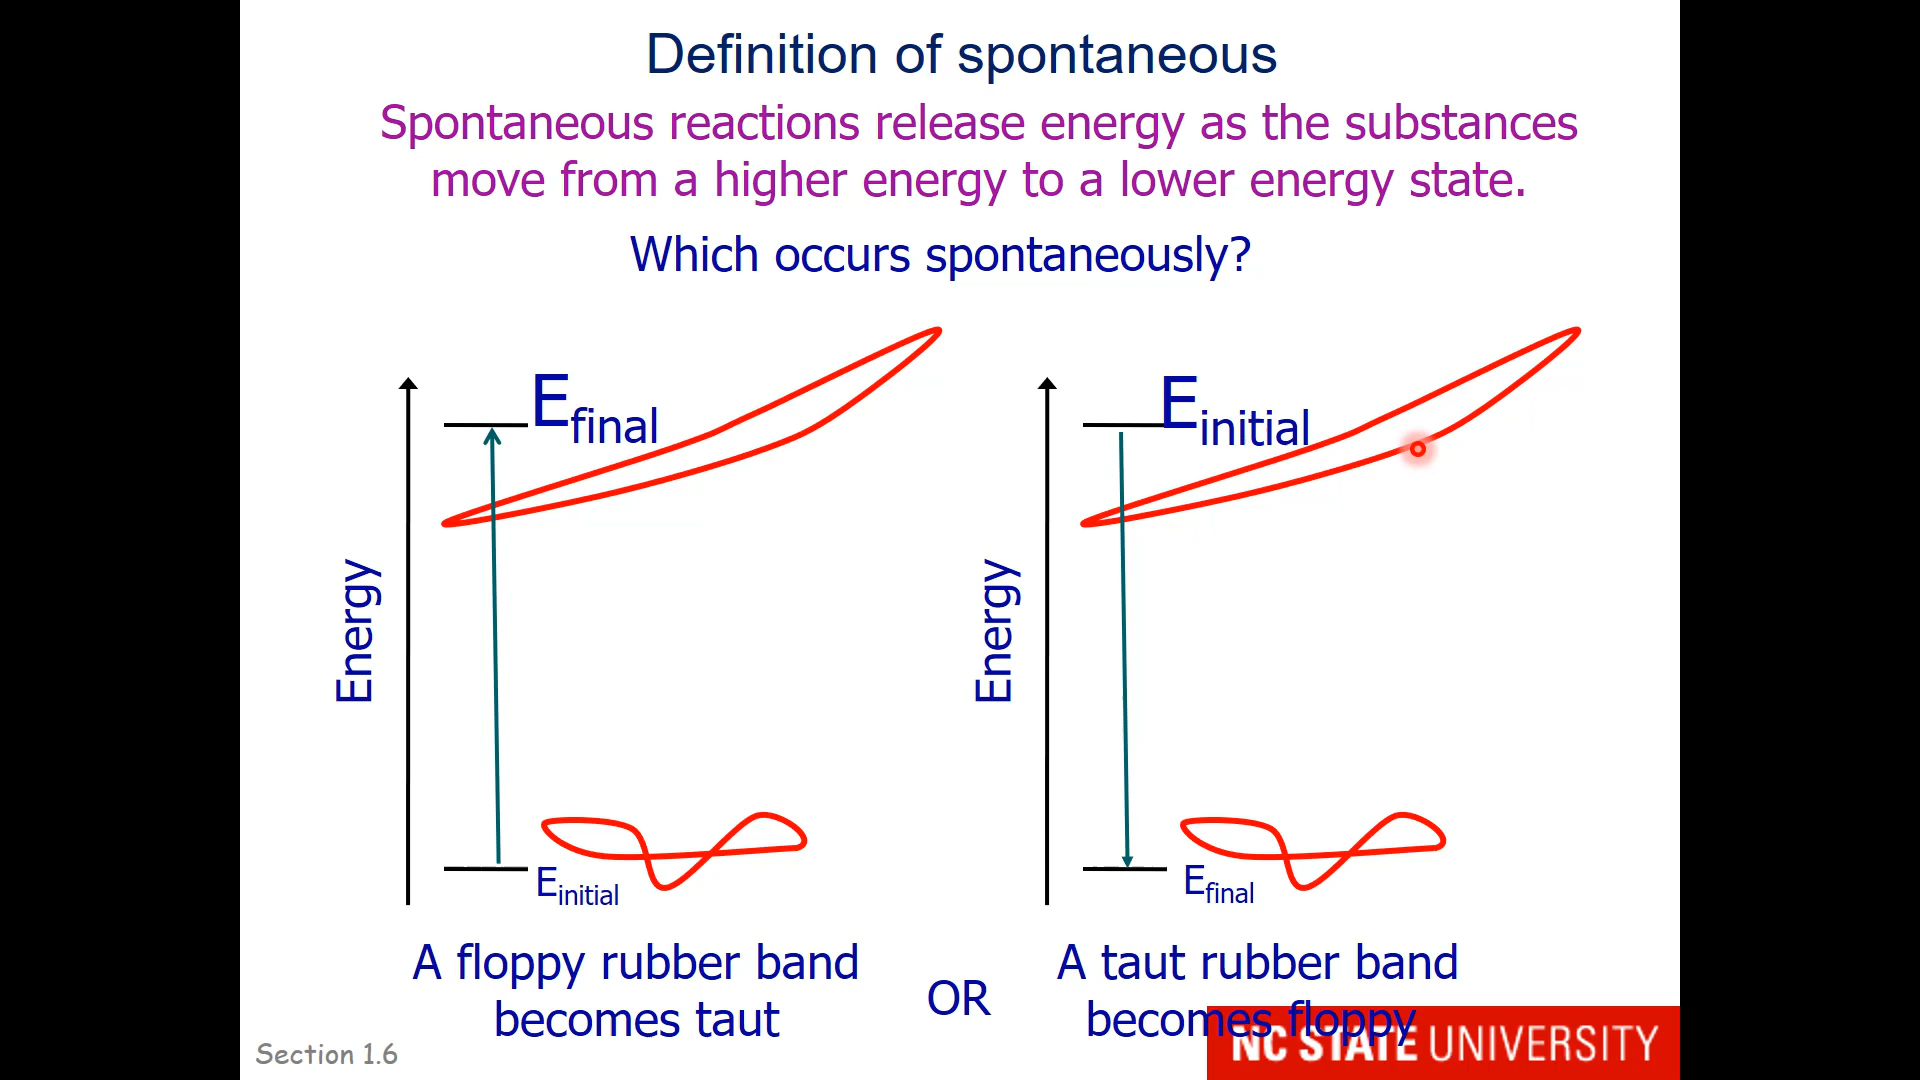 Definition of spontaneous
Spontaneous reactions release energy as the substances
move from a higher energy to a lower energy state.
Which occurs spontaneously?
Efinal
Energy
Einitial
A floppy rubber band
becomes taut
OR
Einitial
Energy
Efinal
A taut rubber band
becomes floppy
Section 1.6
NC STATE UNIVERSITY